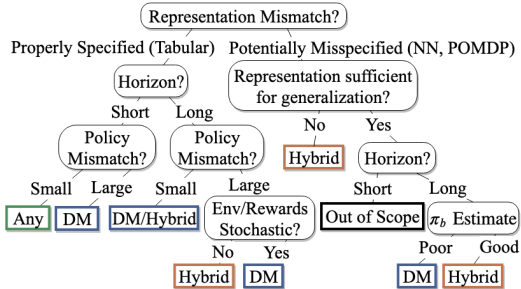 Representation Mismatch?
Properly Specified (Tabular)
Potentially Misspecified (NN, POMDP)
Horizon?
Representation sufficient
for generalization?
Short
Long
No
Yes
Policy
Mismatch?
Policy
Mismatch?
Hybrid
Horizon?
Small
Large
Small
Large
Short
Long
Any
DM
DM/Hybrid
Env/Rewards
Stochastic?
Out of Scope
π_b Estimate
No
Yes
Poor
Good
Hybrid
DM
DM
Hybrid